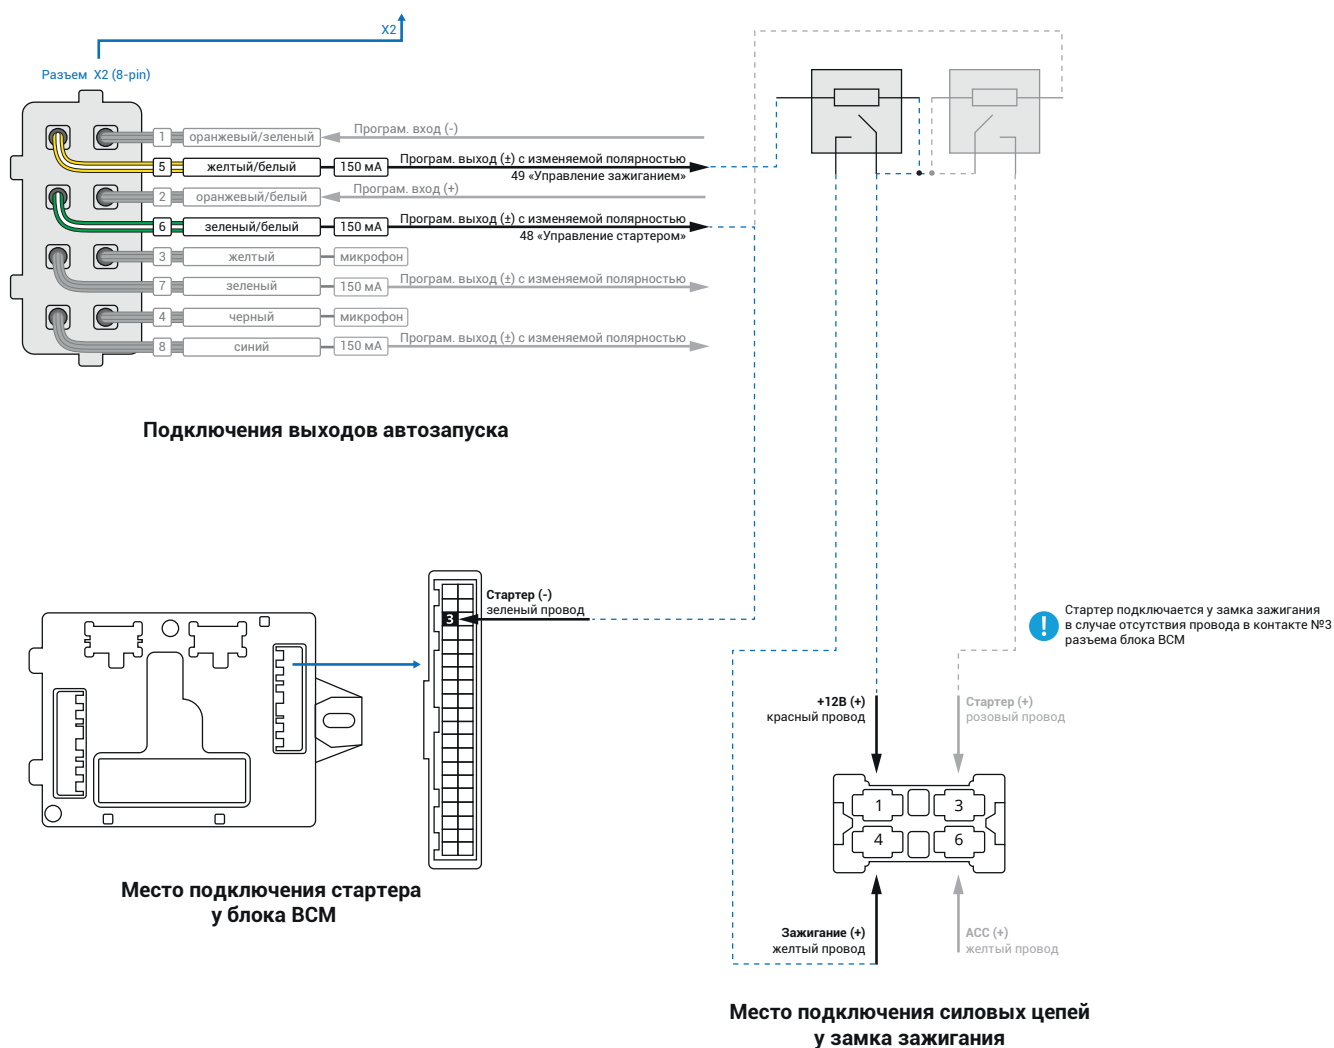 X2
Разъем X2 (8-pin)
1 оранжевый/зеленый Програм. вход (-)
5 желтый/белый 150 мА Програм. выход (±) с изменяемой полярностью
49 «Управление зажиганием»
2 оранжевый/белый Програм. вход (+)
6 зеленый/белый 150 мА Програм. выход (±) с изменяемой полярностью
48 «Управление стартером»
3 желтый микрофон
7 зеленый 150 мА Програм. выход (±) с изменяемой полярностью
4 черный микрофон
8 синий 150 мА Програм. выход (±) с изменяемой полярностью
Подключения выходов автозапуска
Стартер (-)
зеленый провод
3
!
Стартер подключается у замка зажигания
в случае отсутствия провода в контакте №3
разъема блока BCM
+12В (+)
красный провод
Стартер (+)
розовый провод
1 3
4 6
Зажигание (+)
желтый провод
ACC (+)
желтый провод
Место подключения стартера
у блока BCM
Место подключения силовых цепей
у замка зажигания